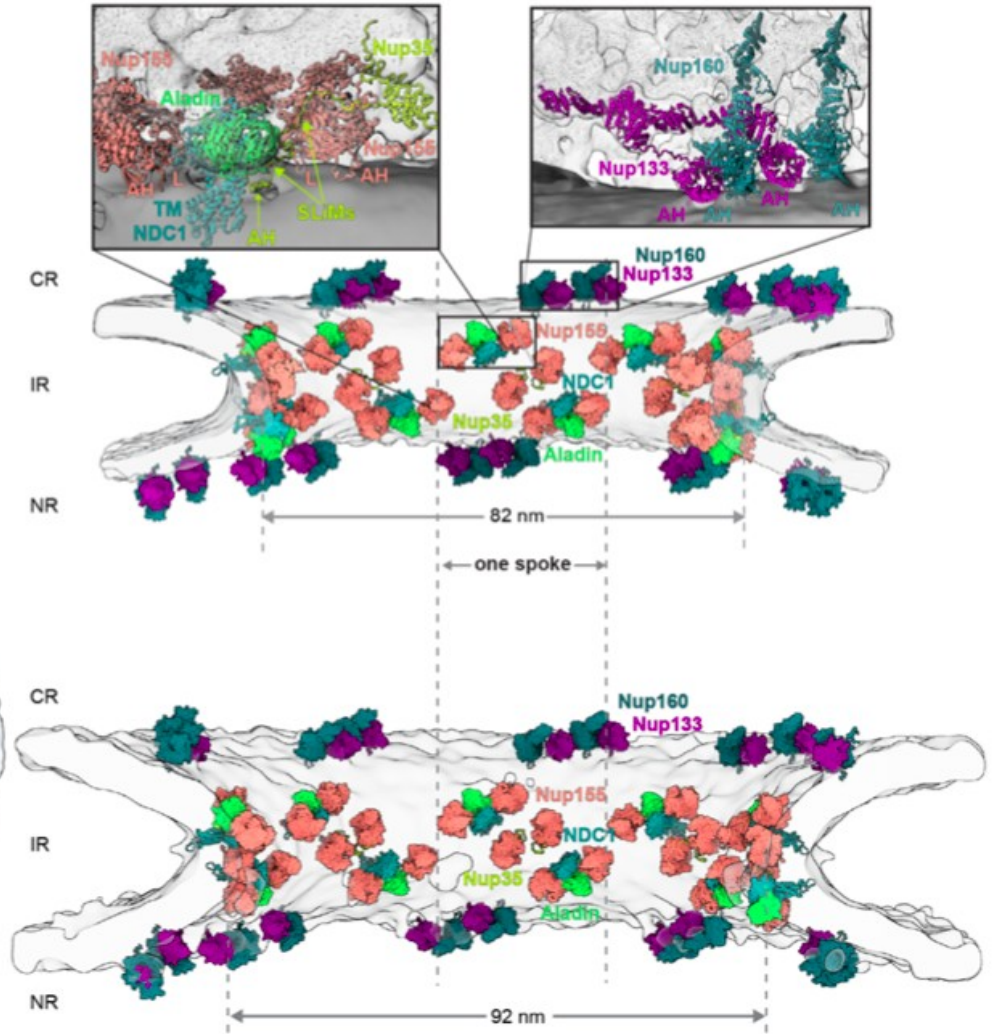 Nup155
Nup35
Aladin
Nup155
AH
L
L
AH
TM
SLiMs
NDC1
AH
Nup160
Nup133
AH
AH
AH
AH
CR
Nup160
Nup133
Nup155
IR
NDC1
Nup35
Aladin
NR
82 nm
one spoke
CR
Nup160
Nup133
Nup155
NDC1
IR
Nup35
Aladin
NR
92 nm